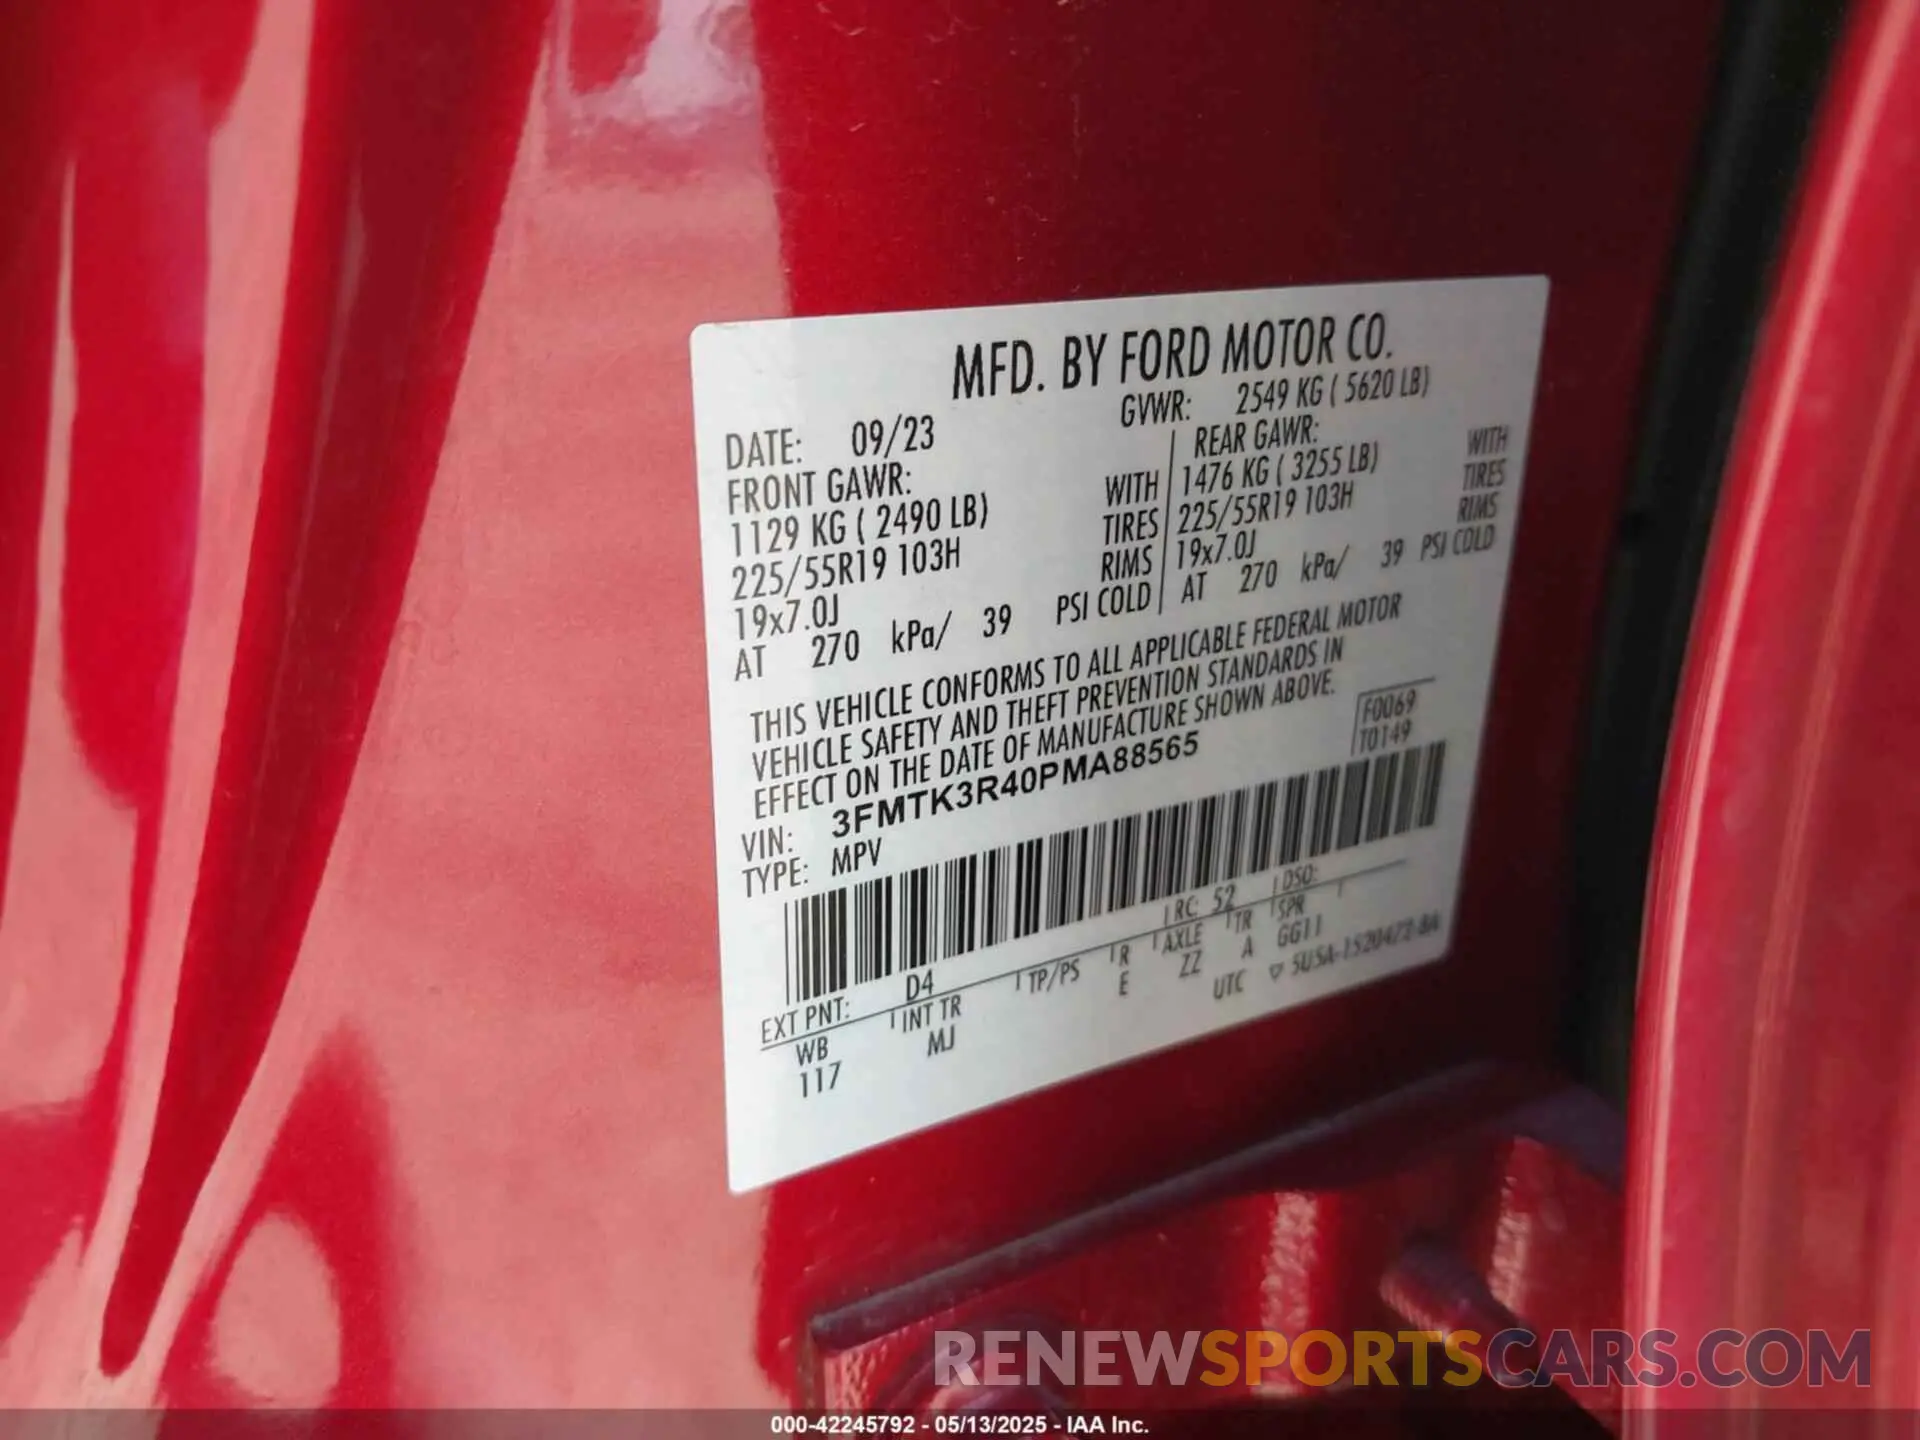 MFD. BY FORD MOTOR CO.
DATE: 09/23 GVWR: 2549 KG ( 5620 LB)
FRONT GAWR: REAR GAWR:
1129 KG ( 2490 LB) WITH 1476 KG ( 3255 LB) WITH
225/55R19 103H TIRES 225/55R19 103H TIRES
19x7.0J RIMS 19x7.0J RIMS
AT 270 kPa/ 39 PSI COLD AT 270 kPa/ 39 PSI COLD
THIS VEHICLE CONFORMS TO ALL APPLICABLE FEDERAL MOTOR
VEHICLE SAFETY AND THEFT PREVENTION STANDARDS IN
EFFECT ON THE DATE OF MANUFACTURE SHOWN ABOVE.
F0069
T0149
VIN: 3FMTK3R40PMA88565
TYPE: MPV
EXT PNT: D4 RC: 52 DSO:
WB INT TR TP/PS R AXLE TR SPR
117 MJ E ZZ A GG11
UTC ▽ 5U5A-1520472-BA
RENEWSPORTSCARS.COM
000-42245792 - 05/13/2025 - IAA Inc.